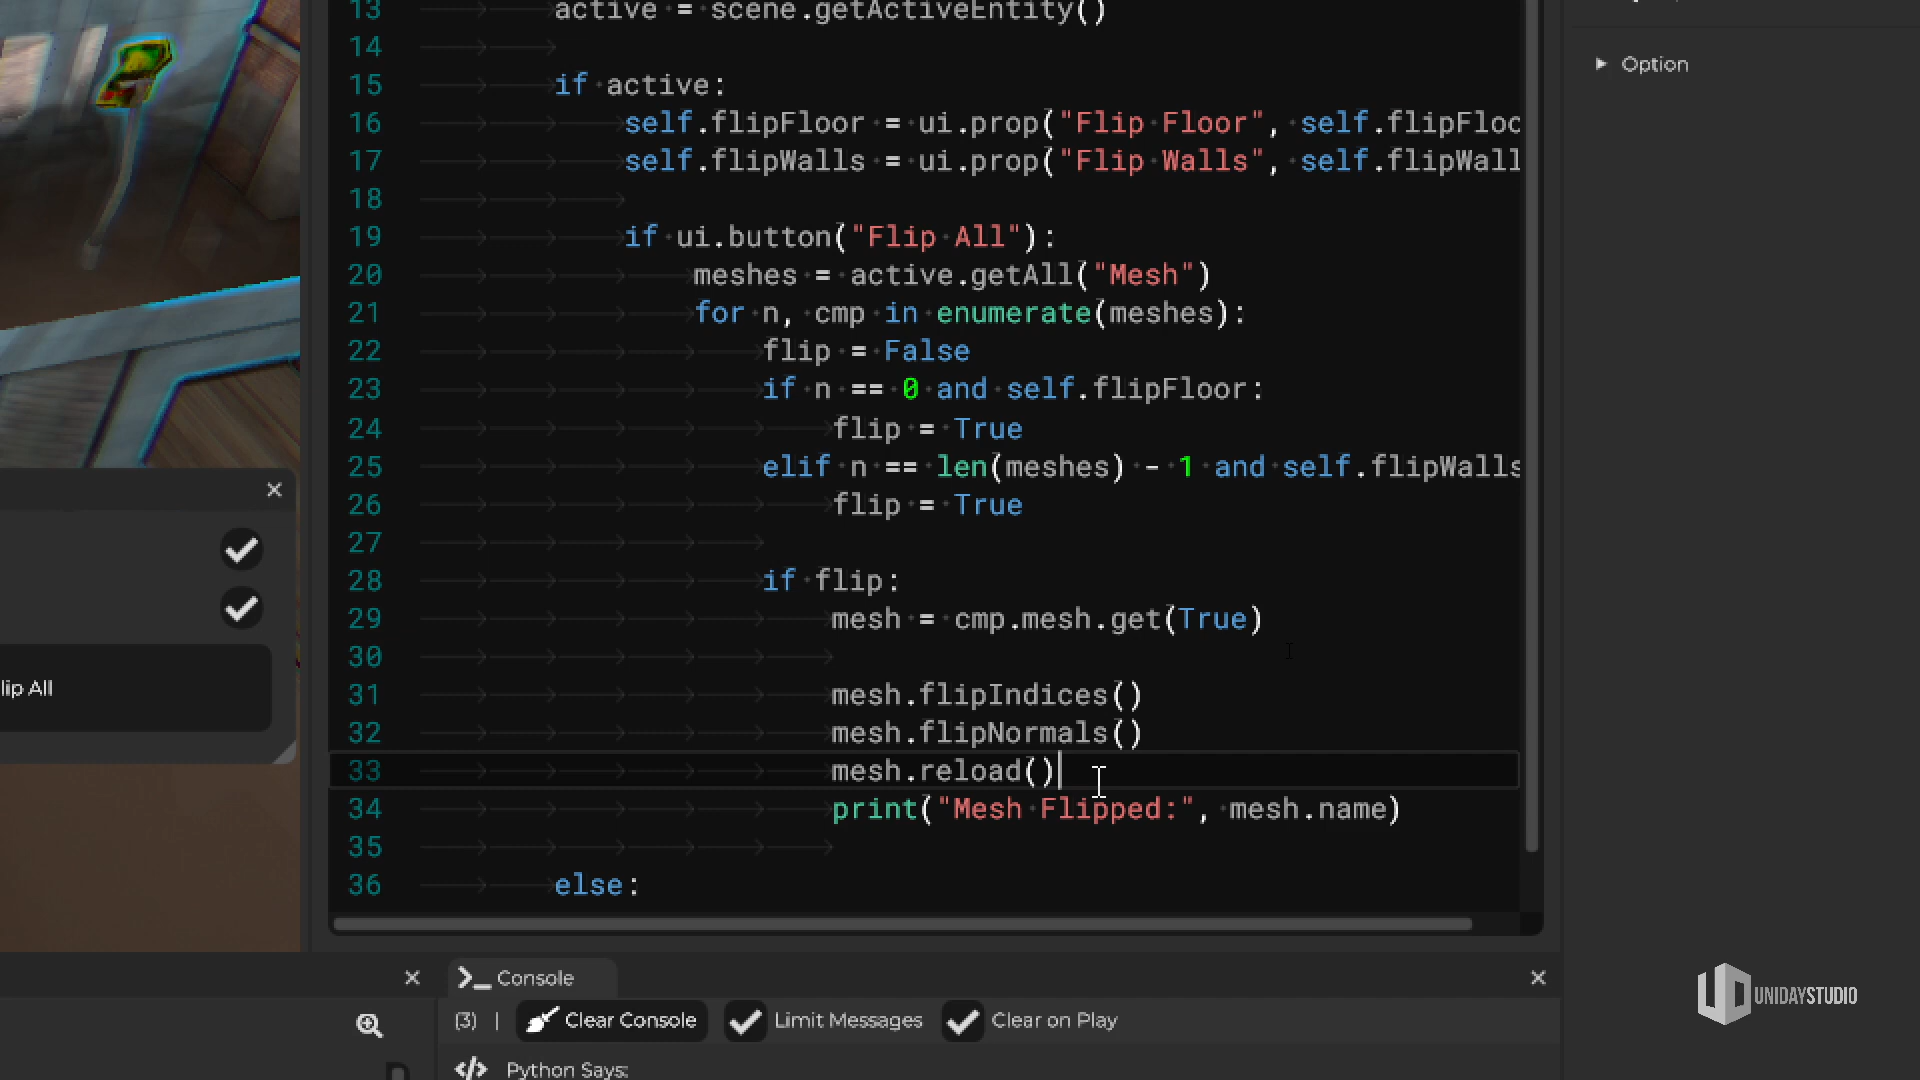 13 active = scene.getActiveEntity()
14
15 if active:
16 self.flipFloor = ui.prop("Flip Floor", self.flipFloo
17 self.flipWalls = ui.prop("Flip Walls", self.flipWall
18
19 if ui.button("Flip All"):
20 meshes = active.getAll("Mesh")
21 for n, cmp in enumerate(meshes):
22 flip = False
23 if n == 0 and self.flipFloor:
24 flip = True
25 elif n == len(meshes) - 1 and self.flipWalls
26 flip = True
27
28 if flip:
29 mesh = cmp.mesh.get(True)
30
31 mesh.flipIndices()
32 mesh.flipNormals()
33 mesh.reload()
34 print("Mesh Flipped:", mesh.name)
35
36 else:
Option
lip All
Console
(3) | Clear Console Limit Messages Clear on Play
Python Says:
UNIDAYSTUDIO